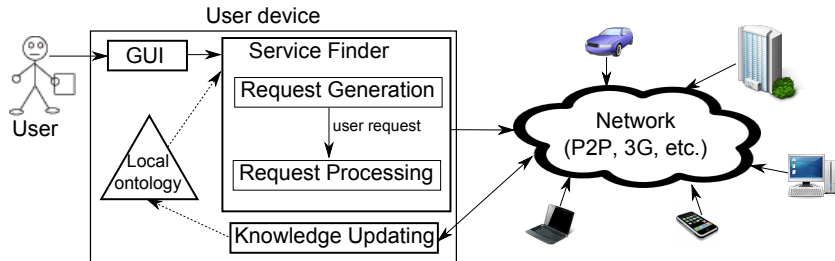 User device
GUI
Service Finder
Request Generation
user request
Request Processing
User
Local
ontology
Knowledge Updating
Network
(P2P, 3G, etc.)